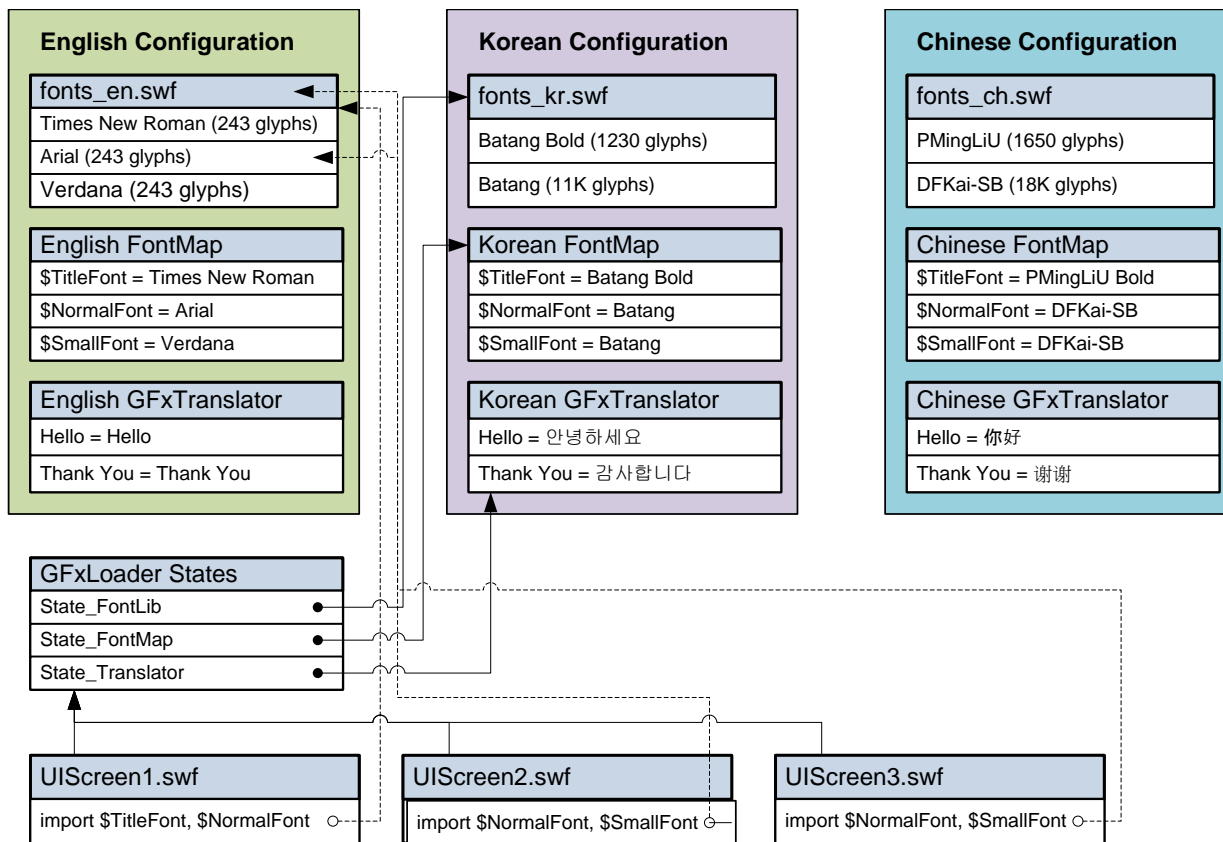 English Configuration
fonts_en.swf
Times New Roman (243 glyphs)
Arial (243 glyphs)
Verdana (243 glyphs)
English FontMap
$TitleFont = Times New Roman
$NormalFont = Arial
$SmallFont = Verdana
English GFxTranslator
Hello = Hello
Thank You = Thank You
Korean Configuration
fonts_kr.swf
Batang Bold (1230 glyphs)
Batang (11K glyphs)
Korean FontMap
$TitleFont = Batang Bold
$NormalFont = Batang
$SmallFont = Batang
Korean GFxTranslator
Hello = 안녕하세요
Thank You = 감사합니다
Chinese Configuration
fonts_ch.swf
PMingLiU (1650 glyphs)
DFKai-SB (18K glyphs)
Chinese FontMap
$TitleFont = PMingLiU Bold
$NormalFont = DFKai-SB
$SmallFont = DFKai-SB
Chinese GFxTranslator
Hello = 你好
Thank You = 谢谢
GFxLoader States
State_FontLib
State_FontMap
State_Translator
UIScreen1.swf
import $TitleFont, $NormalFont
UIScreen2.swf
import $NormalFont, $SmallFont
UIScreen3.swf
import $NormalFont, $SmallFont